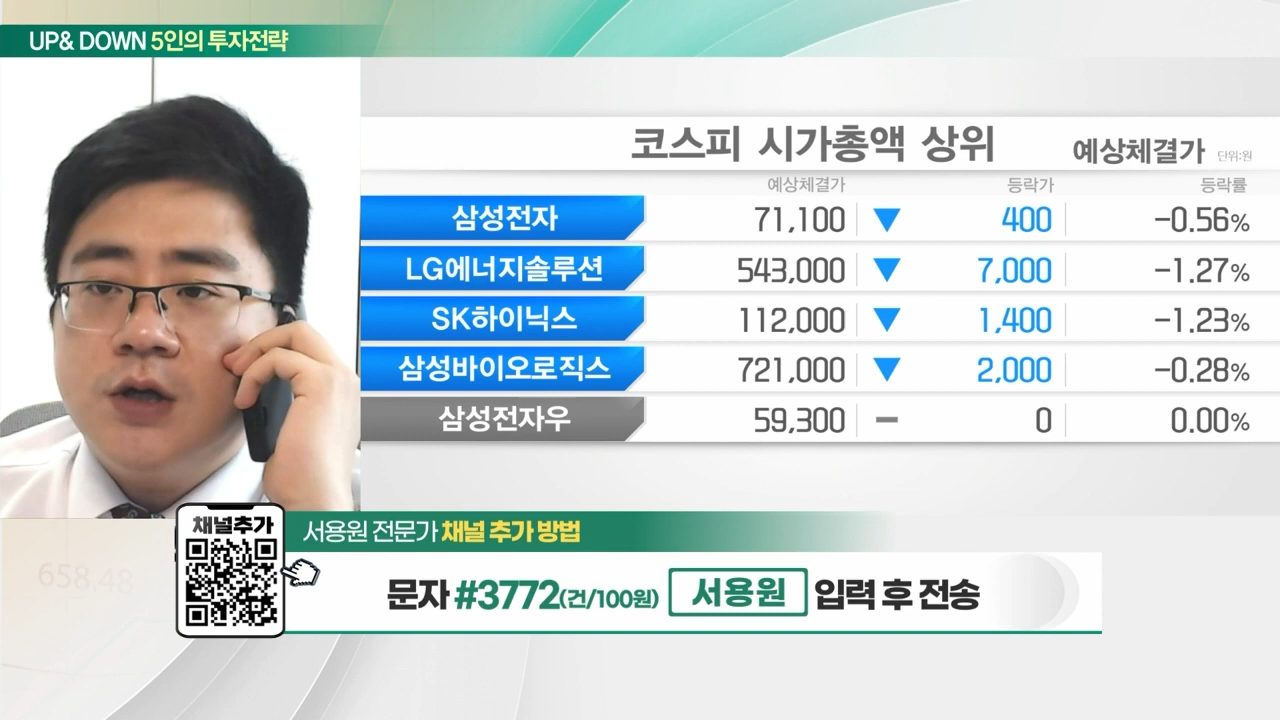 UP& DOWN 5인의 투자전략
코스피 시가총액 상위 예상체결가 단위:원
예상체결가 등락가 등락률
삼성전자 71,100 ▼ 400 -0.56%
LG에너지솔루션 543,000 ▼ 7,000 -1.27%
SK하이닉스 112,000 ▼ 1,400 -1.23%
삼성바이오로직스 721,000 ▼ 2,000 -0.28%
삼성전자우 59,300 - 0 0.00%
채널추가
서용원 전문가 채널 추가 방법
658.48
문자 #3772(건/100원) 서용원 입력 후 전송